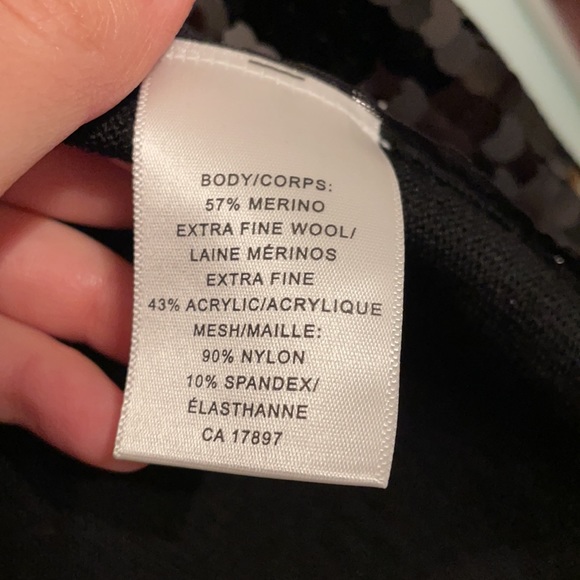 BODY/CORPS:
57% MERINO
EXTRA FINE WOOL/
LAINE MÉRINOS
EXTRA FINE
43% ACRYLIC/ACRYLIQUE
MESH/MAILLE:
90% NYLON
10% SPANDEX/
ÉLASTHANNE
CA 17897